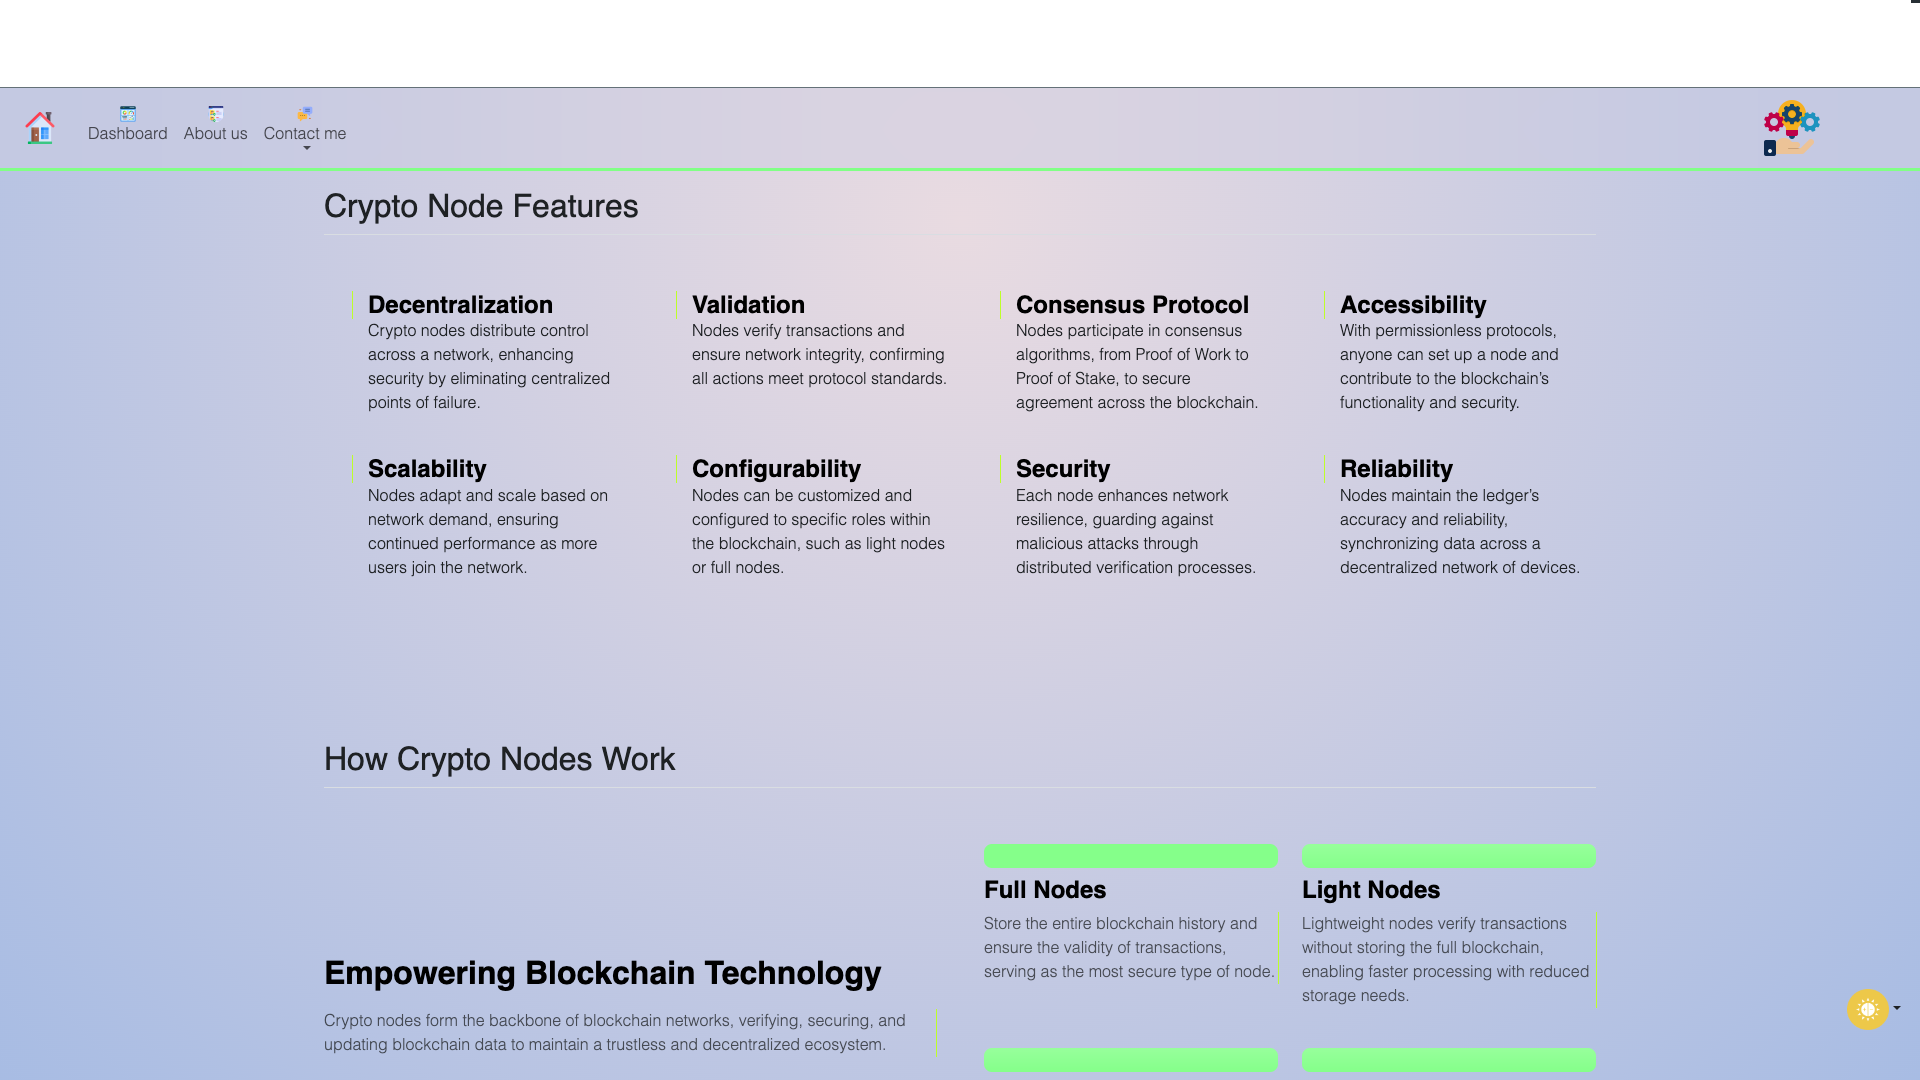 Dashboard
About us
Contact me
Crypto Node Features
Decentralization
Crypto nodes distribute control
across a network, enhancing
security by eliminating centralized
points of failure.
Validation
Nodes verify transactions and
ensure network integrity, confirming
all actions meet protocol standards.
Consensus Protocol
Nodes participate in consensus
algorithms, from Proof of Work to
Proof of Stake, to secure
agreement across the blockchain.
Accessibility
With permissionless protocols,
anyone can set up a node and
contribute to the blockchain’s
functionality and security.
Scalability
Nodes adapt and scale based on
network demand, ensuring
continued performance as more
users join the network.
Configurability
Nodes can be customized and
configured to specific roles within
the blockchain, such as light nodes
or full nodes.
Security
Each node enhances network
resilience, guarding against
malicious attacks through
distributed verification processes.
Reliability
Nodes maintain the ledger’s
accuracy and reliability,
synchronizing data across a
decentralized network of devices.
How Crypto Nodes Work
Empowering Blockchain Technology
Crypto nodes form the backbone of blockchain networks, verifying, securing, and
updating blockchain data to maintain a trustless and decentralized ecosystem.
Full Nodes
Store the entire blockchain history and
ensure the validity of transactions,
serving as the most secure type of node.
Light Nodes
Lightweight nodes verify transactions
without storing the full blockchain,
enabling faster processing with reduced
storage needs.